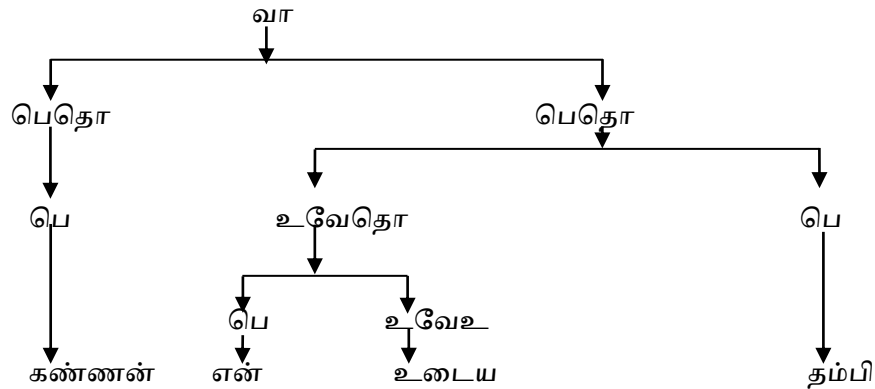 வா
பெதொ பெதொ
பெ உவேதொ பெ
பெ உவேஉ
கண்ணன் என் உடைய தம்பி